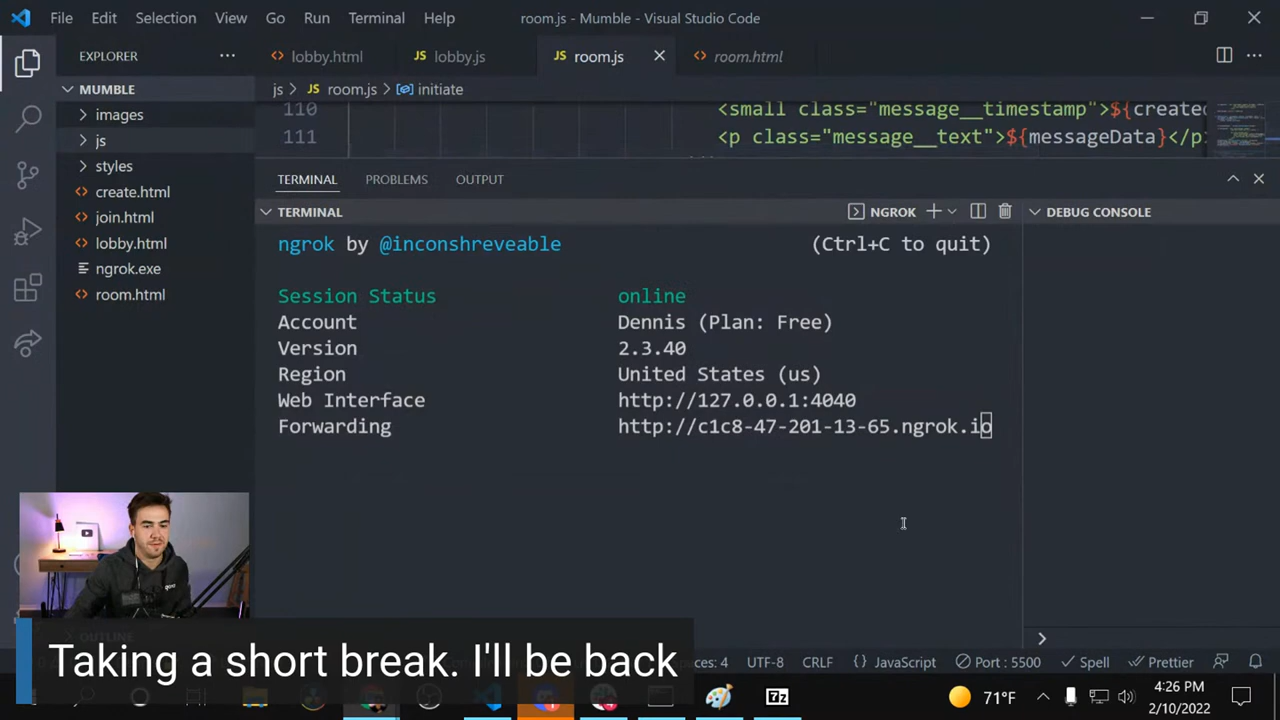 File Edit Selection View Go Run Terminal Help room.js - Mumble - Visual Studio Code
EXPLORER
lobby.html
JS lobby.js
JS room.js
room.html
MUMBLE
js > JS room.js > initiate
images
js
styles
create.html
join.html
lobby.html
ngrok.exe
room.html
110 <small class="message__timestamp">${create
111 <p class="message__text">${messageData}</p
TERMINAL PROBLEMS OUTPUT
TERMINAL
NGROK
DEBUG CONSOLE
ngrok by @inconshreveable (Ctrl+C to quit)
Session Status online
Account Dennis (Plan: Free)
Version 2.3.40
Region United States (us)
Web Interface http://127.0.0.1:4040
Forwarding http://c1c8-47-201-13-65.ngrok.io
OUTLINE
Taking a short break. I'll be back
Spaces: 4 UTF-8 CRLF {} JavaScript Port : 5500 Spell Prettier
71°F
4:26 PM
2/10/2022